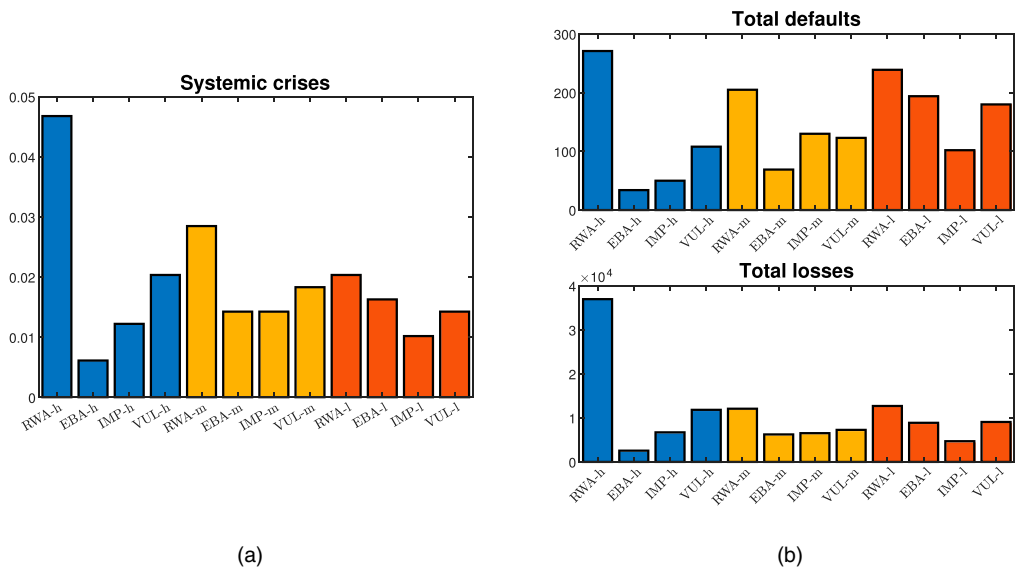 Systemic crises
0.05
0.04
0.03
0.02
0.01
0
RWA-h EBA-h IMP-h VUL-h RWA-m EBA-m IMP-m VUL-m RWA-l EBA-l IMP-l VUL-l
(a)
Total defaults
300
200
100
0
RWA-h EBA-h IMP-h VUL-h RWA-m EBA-m IMP-m VUL-m RWA-l EBA-l IMP-l VUL-l
Total losses
×10⁴
4
3
2
1
0
RWA-h EBA-h IMP-h VUL-h RWA-m EBA-m IMP-m VUL-m RWA-l EBA-l IMP-l VUL-l
(b)